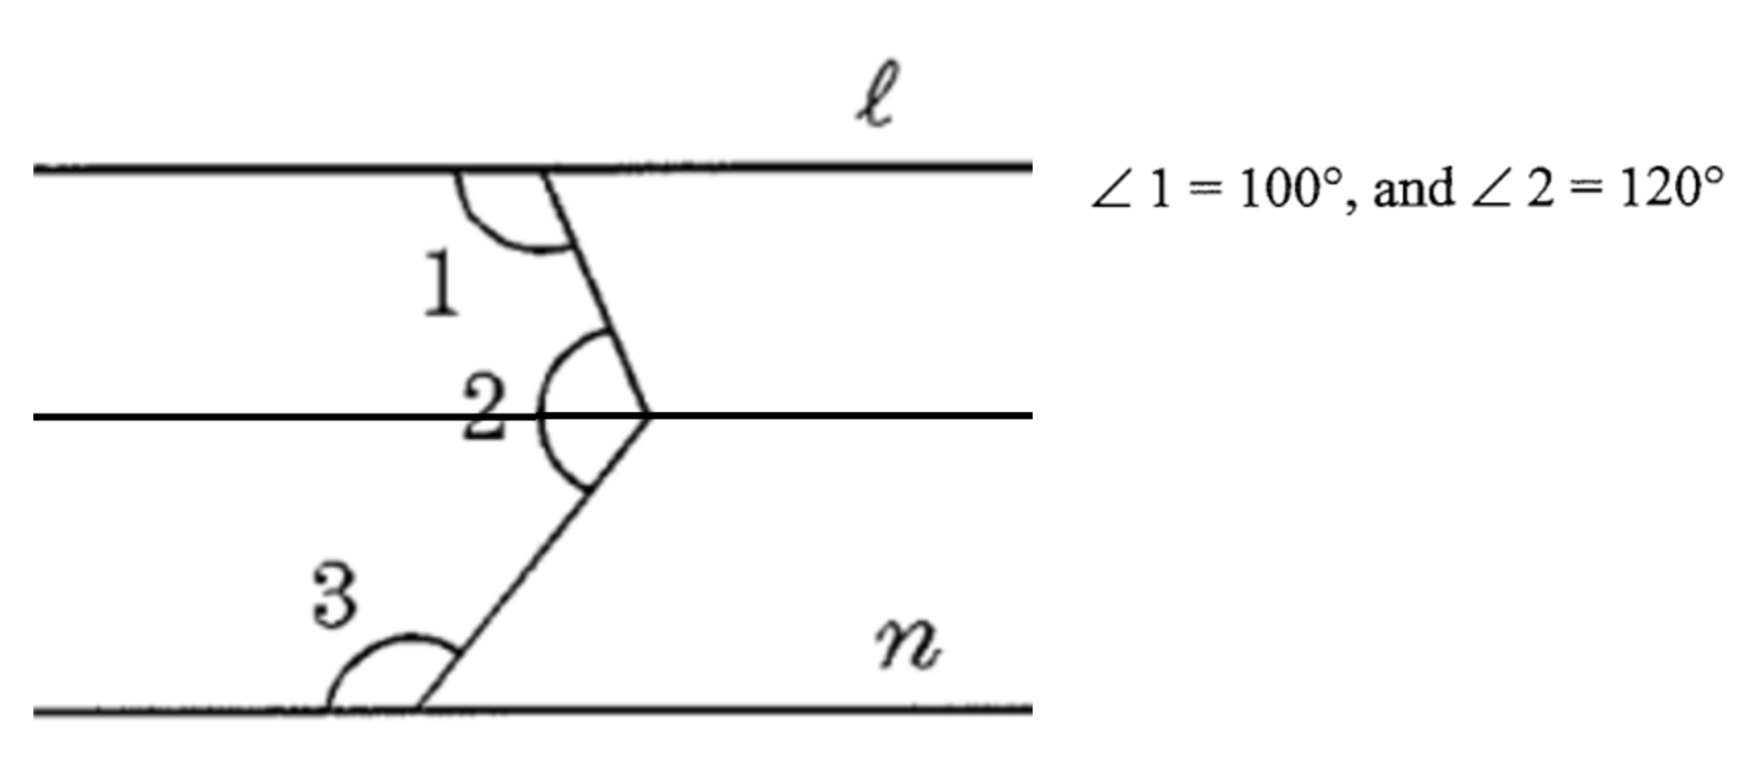 ℓ
∠ 1 = 100°, and ∠ 2 = 120°
1
2
3
n